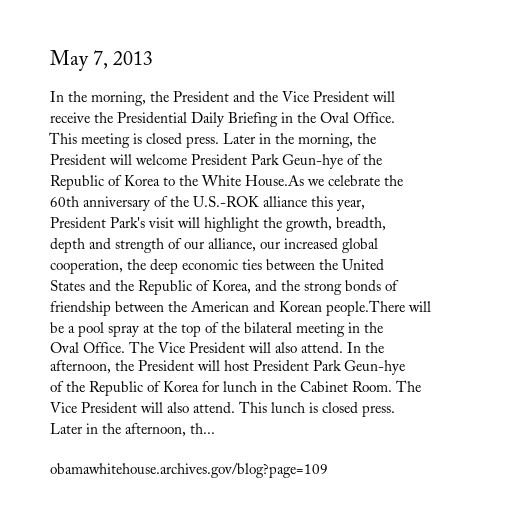 May 7, 2013
In the morning, the President and the Vice President will
receive the Presidential Daily Briefing in the Oval Office.
This meeting is closed press. Later in the morning, the
President will welcome President Park Geun-hye of the
Republic of Korea to the White House.As we celebrate the
60th anniversary of the U.S.-ROK alliance this year,
President Park's visit will highlight the growth, breadth,
depth and strength of our alliance, our increased global
cooperation, the deep economic ties between the United
States and the Republic of Korea, and the strong bonds of
friendship between the American and Korean people.There will
be a pool spray at the top of the bilateral meeting in the
Oval Office. The Vice President will also attend. In the
afternoon, the President will host President Park Geun-hye
of the Republic of Korea for lunch in the Cabinet Room. The
Vice President will also attend. This lunch is closed press.
Later in the afternoon, th...
obamawhitehouse.archives.gov/blog?page=109